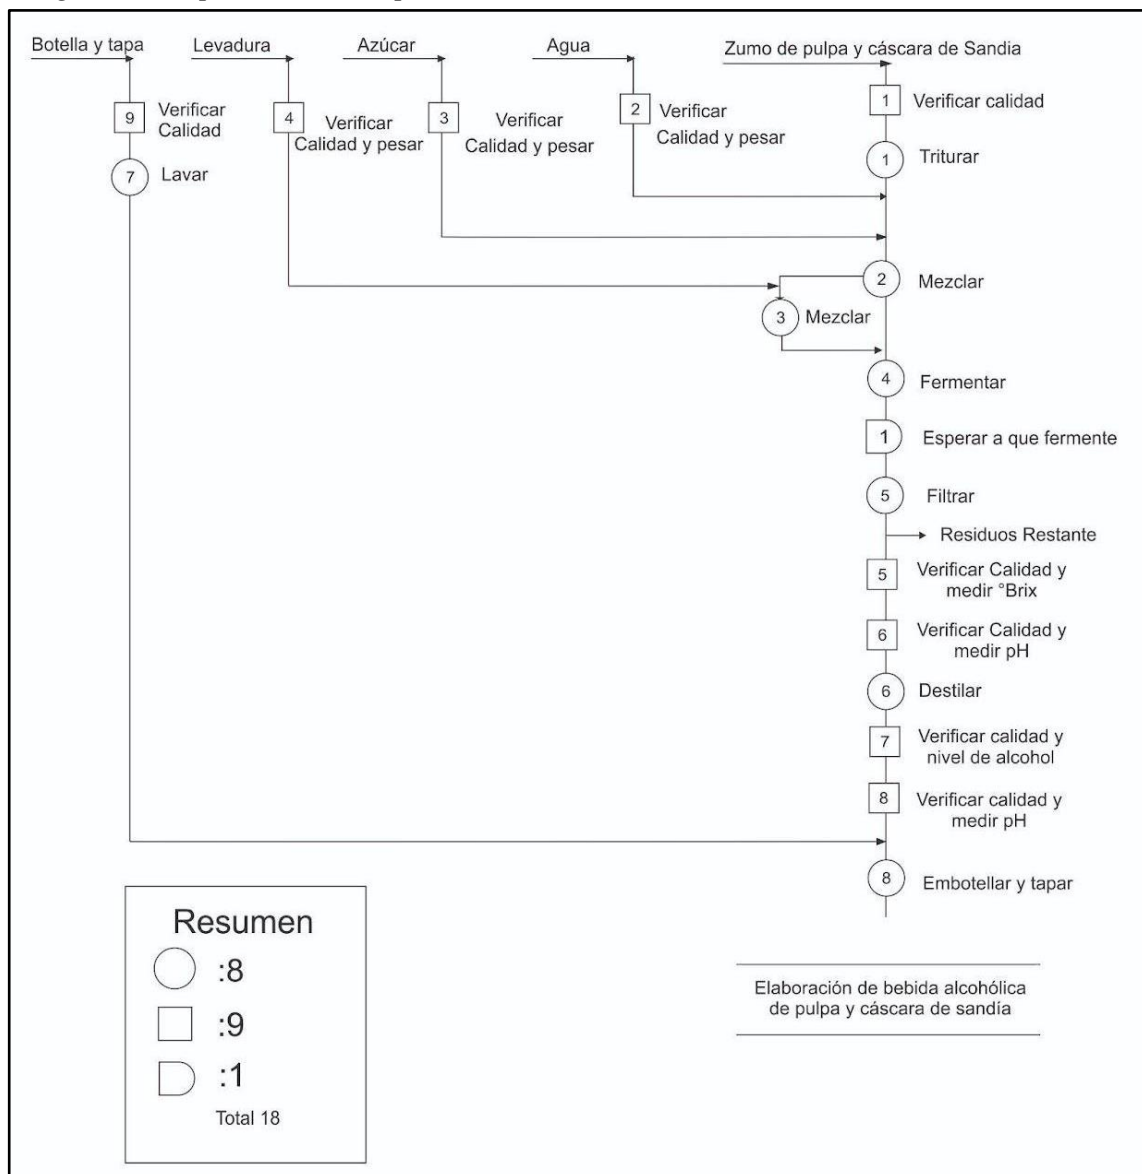 Botella y tapa
Levadura
Azúcar
Agua
Zumo de pulpa y cáscara de Sandia
9
Verificar
Calidad
4
Verificar
Calidad y pesar
3
Verificar
Calidad y pesar
2
Verificar
Calidad y pesar
1
Verificar calidad
7
Lavar
1
Triturar
2
Mezclar
3
Mezclar
4
Fermentar
1
Esperar a que fermente
5
Filtrar
Residuos Restante
5
Verificar Calidad y
medir °Brix
6
Verificar Calidad y
medir pH
6
Destilar
7
Verificar calidad y
nivel de alcohol
8
Verificar calidad y
medir pH
8
Embotellar y tapar
Resumen
:8
:9
:1
Total 18
Elaboración de bebida alcohólica
de pulpa y cáscara de sandía